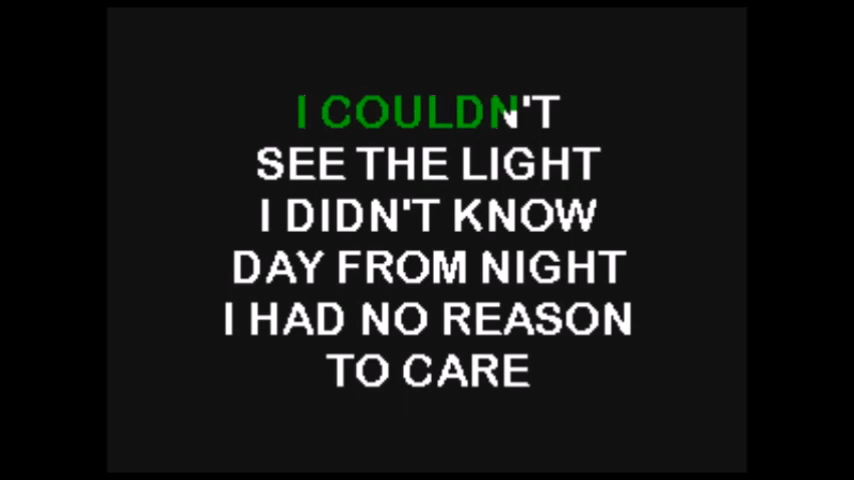 I COULDN'T
SEE THE LIGHT
I DIDN'T KNOW
DAY FROM NIGHT
I HAD NO REASON
TO CARE